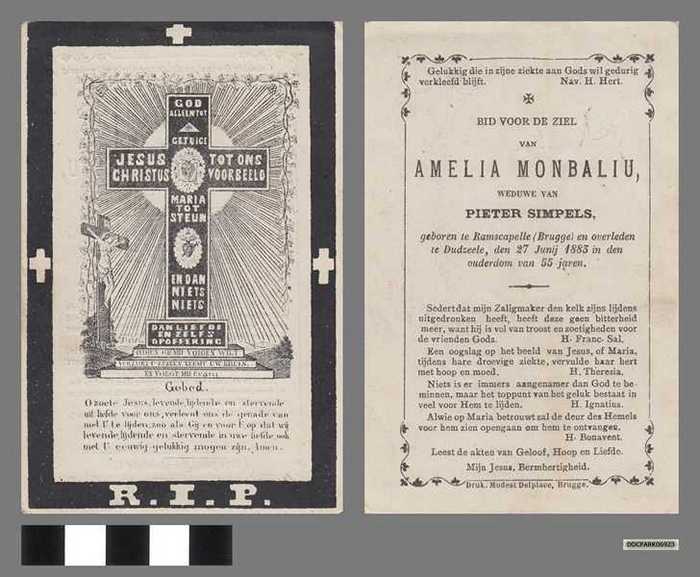 GOD
ALLEEN TOT
GETUIGE
JESUS CHRISTUS
TOT ONS VOORBEELD
MARIA
TOT
STEUN
EN DAN
NIETS
NIETS
DAN LIEFDE
EN ZELFS
OPOFFERING
Gebed.
O zoete Jesus, levende, lijdende en stervende
uit liefde voor ons, verleent ons de genade van
met U te lijden, zoo als Gij en voor U op dat wij
levende, lijdende en stervende in uwe liefde ook
met U eeuwig gelukkig mogen zijn. Amen.
R.I.P.
Gelukkig die in zijne ziekte aan Gods wil gedurig
verkleefd blijft. Nav. H. Hert.
BID VOOR DE ZIEL
VAN
AMELIA MONBALIU,
WEDUWE VAN
PIETER SIMPELS,
geboren te Ramscapelle (Brugge) en overleden
te Dudzeele, den 27 Junij 1883 in den
ouderdom van 55 jaren.
Sedert dat mijn Zaligmaker den kelk zijns lijdens
uitgedronken heeft, heeft deze geen bitterheid
meer, want hij is vol van troost en zoetigheden voor
de vrienden Gods. H. Franc. Sal.
Een oogslag op het beeld van Jesus, of Maria,
tijdens hare droevige ziekte, vervulde haar hert
met hoop en moed. H. Theresia.
Niets is er immers aangenamer dan God te be-
minnen, maar het toppunt van het geluk bestaat in
veel voor Hem te lijden. H. Ignatius.
Alwie op Maria betrouwt zal de deur des Hemels
voor hem zien opengaan om hem te ontvangen.
H. Bonavent.
Leest de akten van Geloof, Hoop en Liefde.
Mijn Jesus, Bermhertigheid.
Druk. Modest Delplace, Brugge.
DDCPARK06923